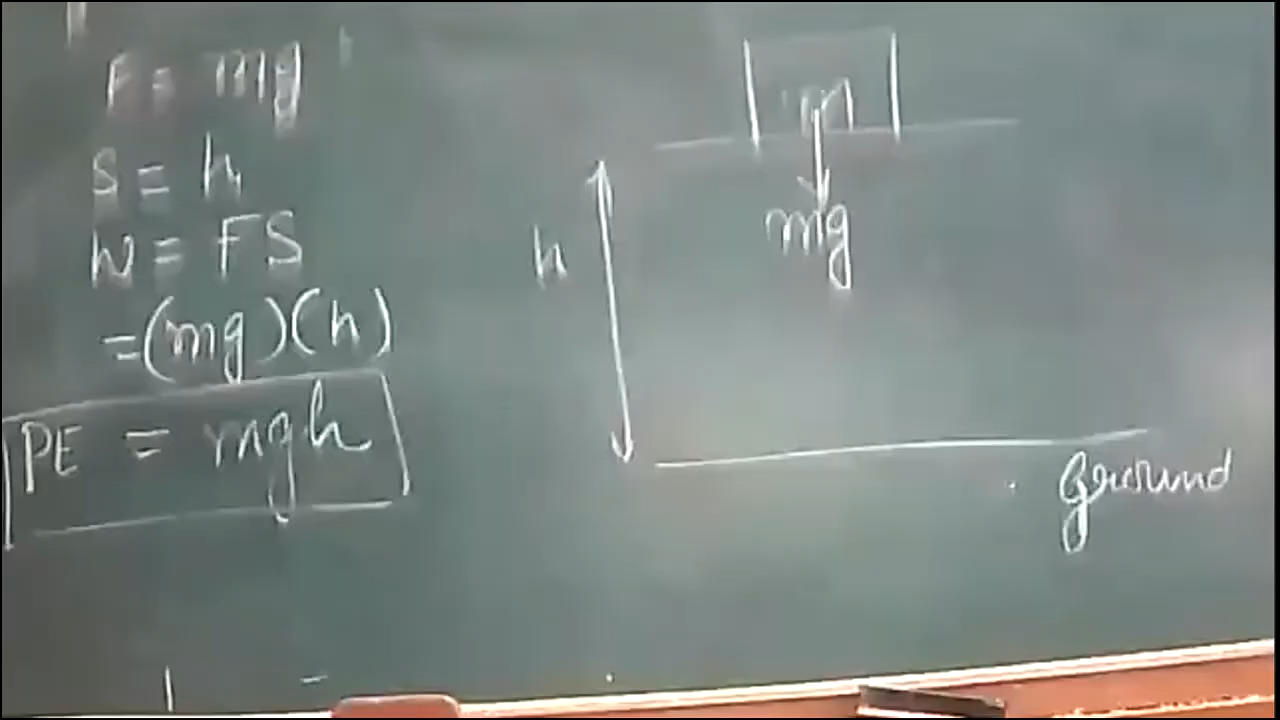 F = mg
S = h
W = FS
= (mg)(h)
PE = mgh
m
mg
h
Ground